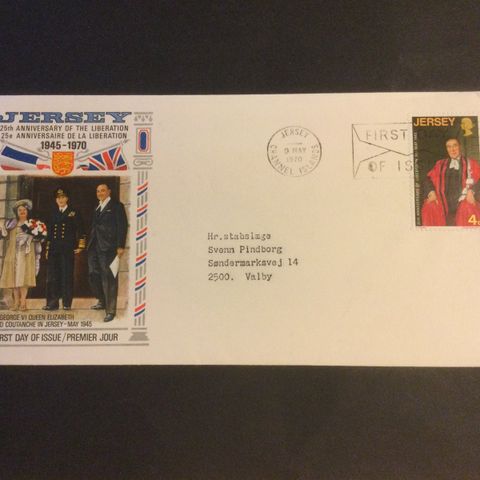 JERSEY
25th ANNIVERSARY OF THE LIBERATION
25e ANNIVERSAIRE DE LA LIBERATION
1945-1970
GEORGE VI QUEEN ELIZABETH
COUTANCHE IN JERSEY-MAY 1945
FIRST DAY OF ISSUE/PREMIER JOUR
JERSEY
9 MAY
1970
CHANNEL ISLANDS
FIRST
OF IS
JERSEY
4
Hr.stabslæge
Svenn Pindborg
Søndermarksvej 14
2500. Valby